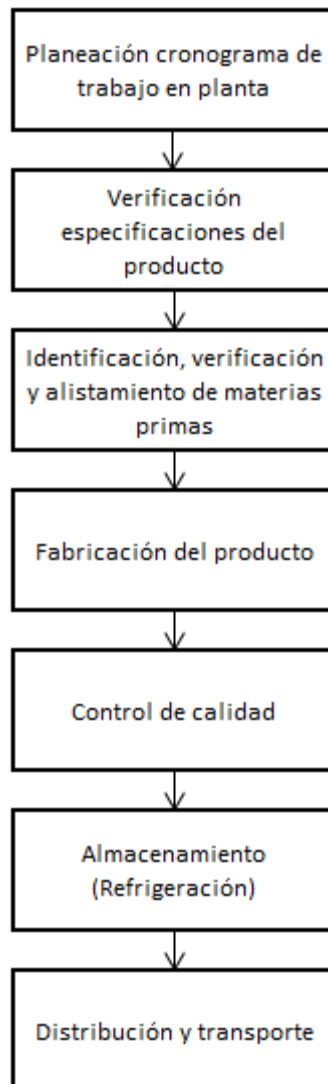 Planeación cronograma de
trabajo en planta
Verificación
especificaciones del
producto
Identificación, verificación
y alistamiento de materias
primas
Fabricación del producto
Control de calidad
Almacenamiento
(Refrigeración)
Distribución y transporte